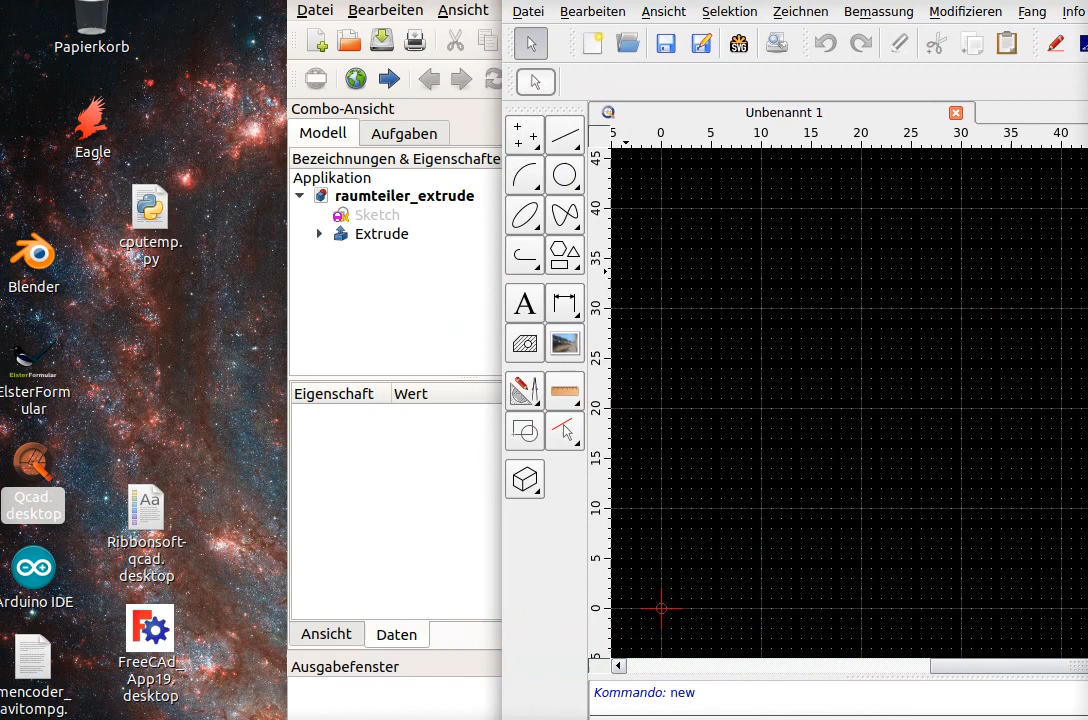 Papierkorb
Eagle
cputemp.
py
Blender
ElsterFormular
ElsterForm
ular
Qcad.
desktop
Ribbonsoft-
qcad.
desktop
Arduino IDE
FreeCAd_
App19.
desktop
mencoder_
avitompg.
Datei Bearbeiten Ansicht
Combo-Ansicht
Modell Aufgaben
Bezeichnungen & Eigenschafte
Applikation
raumteiler_extrude
Sketch
Extrude
Eigenschaft Wert
Ansicht Daten
Ausgabefenster
Datei Bearbeiten Ansicht Selektion Zeichnen Bemassung Modifizieren Fang Info
SVG
Unbenannt 1
5 0 5 10 15 20 25 30 35 40
45
40
35
30
25
20
15
10
5
0
5
A
Aa
Kommando: new